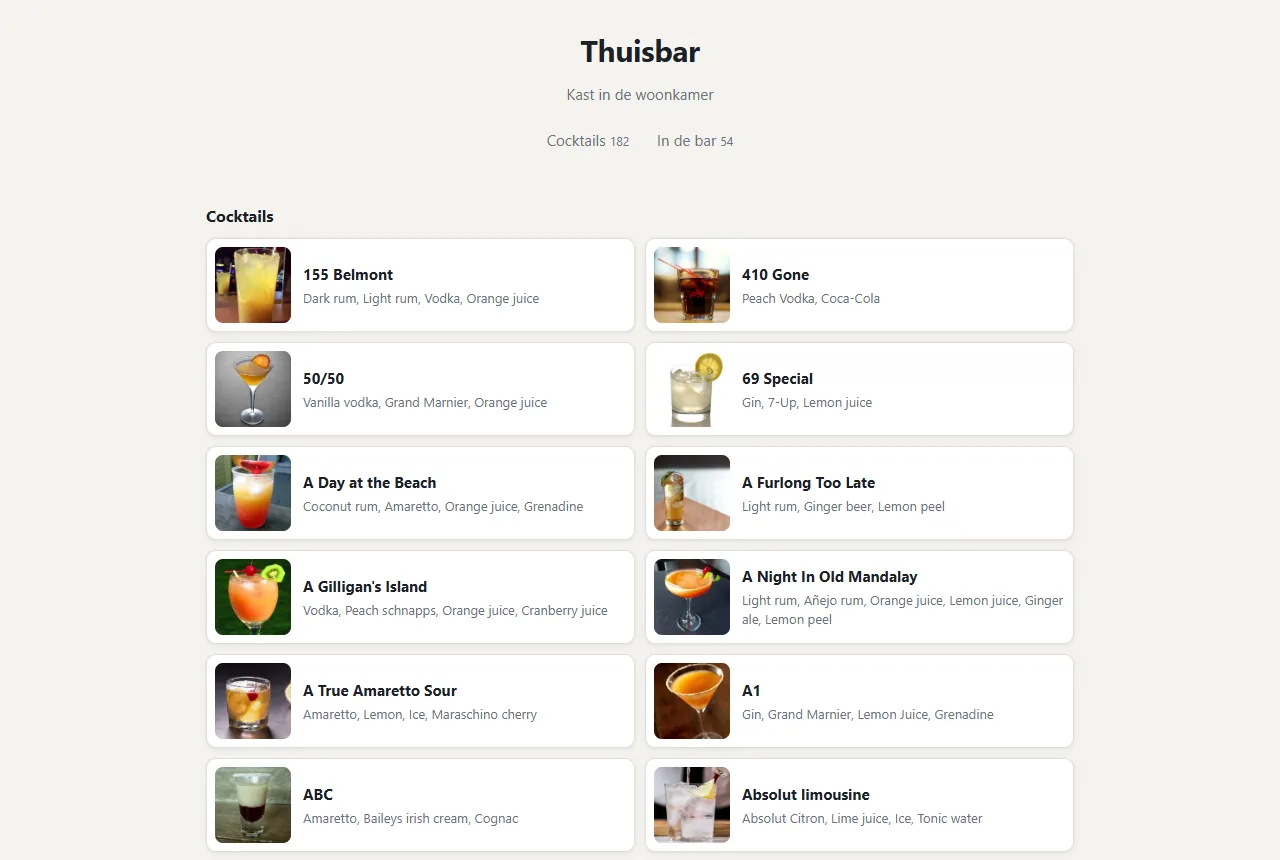 Thuisbar
Kast in de woonkamer
Cocktails 182 In de bar 54
Cocktails
155 Belmont
Dark rum, Light rum, Vodka, Orange juice
410 Gone
Peach Vodka, Coca-Cola
50/50
Vanilla vodka, Grand Marnier, Orange juice
69 Special
Gin, 7-Up, Lemon juice
A Day at the Beach
Coconut rum, Amaretto, Orange juice, Grenadine
A Furlong Too Late
Light rum, Ginger beer, Lemon peel
A Gilligan's Island
Vodka, Peach schnapps, Orange juice, Cranberry juice
A Night In Old Mandalay
Light rum, Añejo rum, Orange juice, Lemon juice, Ginger
ale, Lemon peel
A True Amaretto Sour
Amaretto, Lemon, Ice, Maraschino cherry
A1
Gin, Grand Marnier, Lemon Juice, Grenadine
ABC
Amaretto, Baileys irish cream, Cognac
Absolut limousine
Absolut Citron, Lime juice, Ice, Tonic water